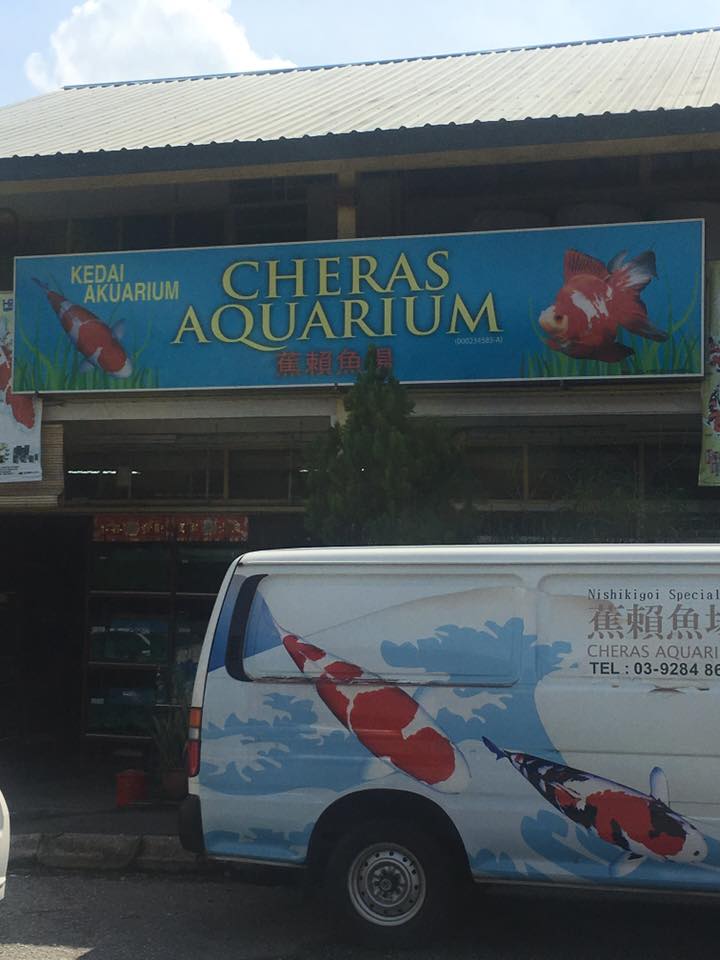 KEDAI
AKUARIUM
CHERAS
AQUARIUM
(000234589-A)
蕉賴魚場
Nishikigoi Special
蕉賴魚場
CHERAS AQUARI
TEL : 03-9284 86